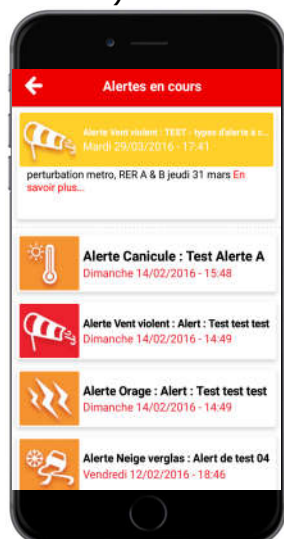 Alertes en cours
Alerte Vent violent : TEST - types d'alerte à c...
Mardi 29/03/2016 - 17:41
perturbation metro, RER A & B jeudi 31 mars En
savoir plus...
Alerte Canicule : Test Alerte A
Dimanche 14/02/2016 - 15:48
Alerte Vent violent : Alert : Test test test
Dimanche 14/02/2016 - 14:49
Alerte Orage : Alert : Test test test
Dimanche 14/02/2016 - 14:49
Alerte Neige verglas : Alert de test 04
Vendredi 12/02/2016 - 18:46